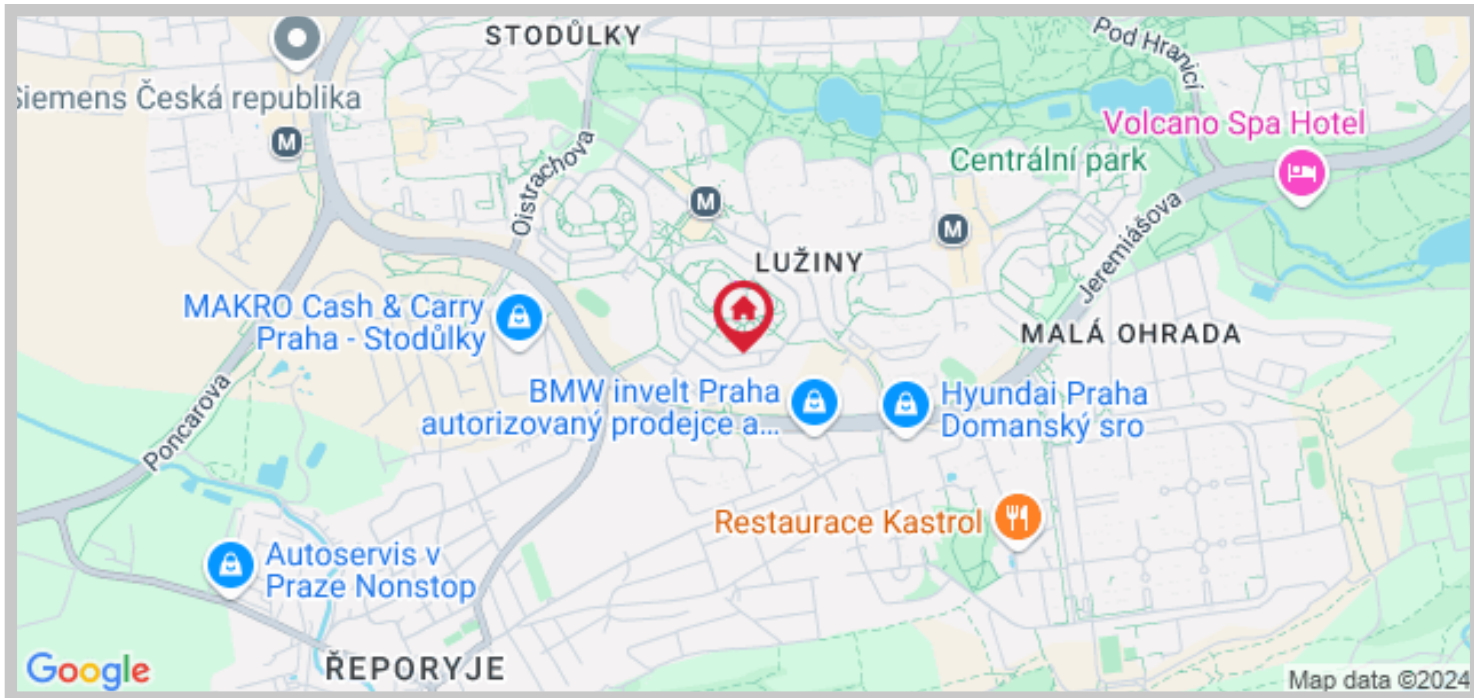 STODŮLKY
Pod Hranicí
Siemens Česká republika
M
Volcano Spa Hotel
Centrální park
Oistrachova
M
M
Jeremiášova
LUŽINY
MAKRO Cash & Carry
Praha - Stodůlky
MALÁ OHRADA
Poncarova
BMW invelt Praha
autorizovaný prodejce a...
Hyundai Praha
Domanský sro
Restaurace Kastrol
Autoservis v
Praze Nonstop
ŘEPORYJE
Google
Map data ©2024